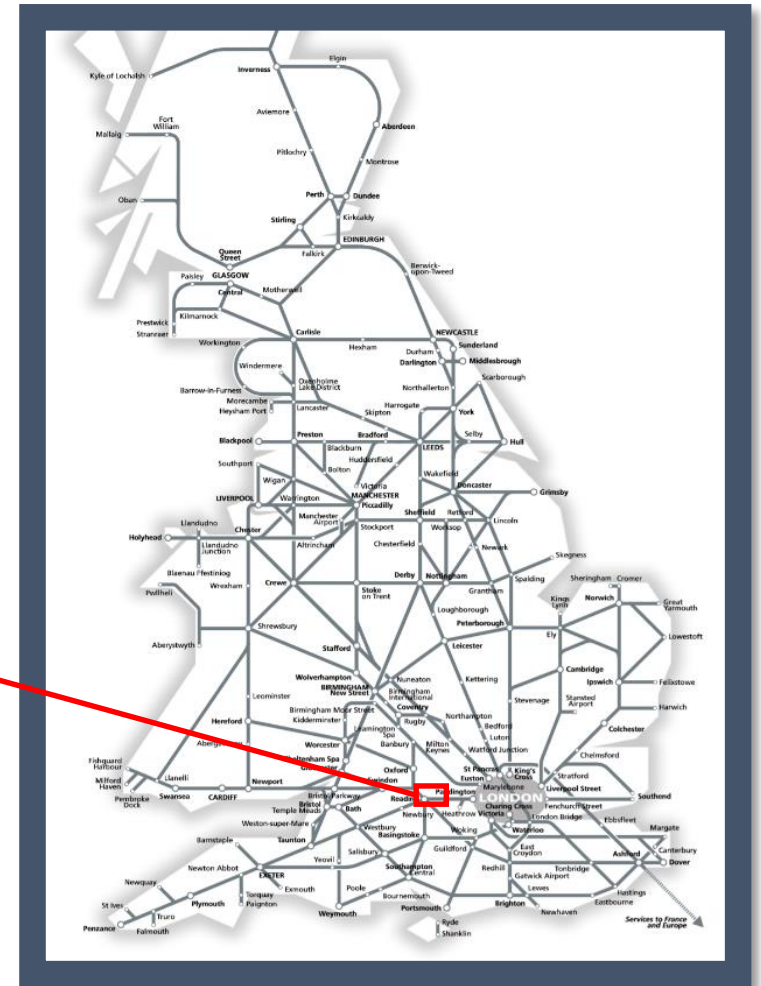 Elgin
Inverness
Kyle of Lochalsh
Aviemore
Fort
William
Mallaig
Aberdeen
Pitlochry
Montrose
Perth
Dundee
Oban
Stirling
Kirkcaldy
EDINBURGH
Queen
Street
Falkirk
Berwick-
upon-Tweed
Paisley
GLASGOW
Central
Motherwell
Prestwick
Kilmarnock
Stranraer
Carlisle
NEWCASTLE
Workington
Hexham
Sunderland
Durham
Darlington
Middlesbrough
Windermere
Scarborough
Oxenholme
Lake District
Barrow-in-Furness
Northallerton
Morecambe
Heysham Port
Lancaster
Harrogate
Skipton
York
Blackpool
Preston
Bradford
Selby
Hull
Blackburn
LEEDS
Huddersfield
Southport
Bolton
Wakefield
Wigan
Victoria
Doncaster
LIVERPOOL
Warrington
MANCHESTER
Piccadilly
Grimsby
Manchester
Airport
Sheffield
Retford
Llandudno
Stockport
Lincoln
Holyhead
Chester
Worksop
Llandudno
Junction
Altrincham
Chesterfield
Newark
Blaenau Ffestiniog
Skegness
Wrexham
Crewe
Derby
Nottingham
Spalding
Sheringham
Cromer
Pwllheli
Stoke
on Trent
Grantham
Kings
Lynn
Norwich
Great
Yarmouth
Loughborough
Shrewsbury
Peterborough
Aberystwyth
Stafford
Leicester
Ely
Lowestoft
Wolverhampton
Cambridge
BIRMINGHAM
New Street
Nuneaton
Kettering
Ipswich
Felixstowe
Leominster
Birmingham
International
Stansted
Airport
Birmingham Moor Street
Coventry
Stevenage
Harwich
Hereford
Kidderminster
Rugby
Northampton
Leamington
Spa
Bedford
Colchester
Worcester
Banbury
Milton
Keynes
Luton
Watford Junction
Chelmsford
Fishguard
Harbour
Oxford
St Pancras
King's
Cross
Euston
Stratford
Milford
Haven
Llanelli
Newport
Marylebone
Liverpool Street
Pembroke
Dock
Swansea
CARDIFF
Bristol Parkway
LONDON
Fenchurch Street
Southend
Bristol
Temple Meads
Bath
Newbury
Heathrow
Victoria
Charing Cross
London Bridge
Ebbsfleet
Weston-super-Mare
Westbury
Basingstoke
Woking
Waterloo
Margate
Barnstaple
Taunton
Guildford
East
Croydon
Canterbury
Newton Abbot
Yeovil
Salisbury
Redhill
Tonbridge
Ashford
Dover
EXETER
Southampton
Central
Gatwick Airport
Newquay
Exmouth
Poole
Lewes
Hastings
Torquay
Paignton
Bournemouth
Eastbourne
St Ives
Plymouth
Portsmouth
Brighton
Newhaven
Truro
Weymouth
Penzance
Falmouth
Ryde
Shanklin
Services to France
and Europe